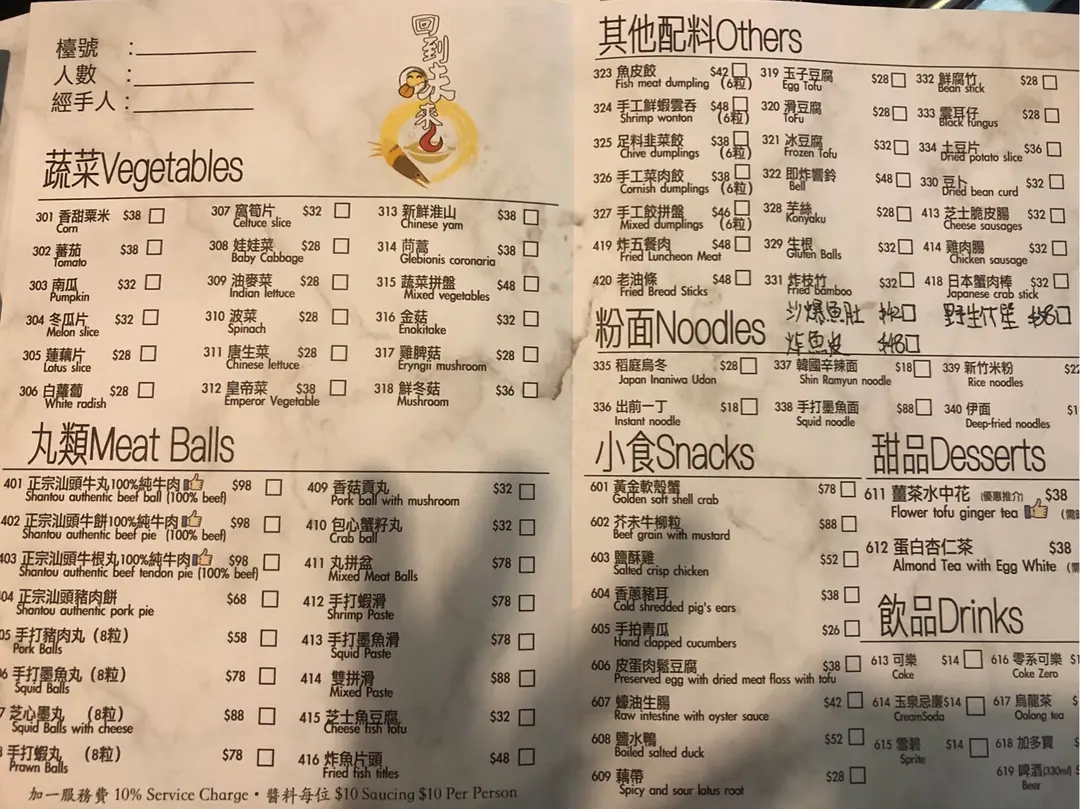 檯號 :
人數 :
經手人 :
回到未來
蔬菜Vegetables
301 香甜粟米 $38
Corn
302 蕃茄 $38
Tomato
303 南瓜 $32
Pumpkin
304 冬瓜片 $32
Melon slice
305 蓮藕片 $28
Lotus slice
306 白蘿蔔 $28
White radish
307 窩筍片 $32
Celtuce slice
308 娃娃菜 $28
Baby Cabbage
309 油麥菜 $28
Indian lettuce
310 菠菜 $28
Spinach
311 唐生菜 $28
Chinese lettuce
312 皇帝菜 $38
Emperor Vegetable
313 新鮮淮山 $38
Chinese yam
314 茼蒿 $38
Glebionis coronaria
315 蔬菜拼盤 $48
Mixed vegetables
316 金菇 $32
Enokitake
317 雞脾菇 $28
Eryngii mushroom
318 鮮冬菇 $36
Mushroom
丸類Meat Balls
401 正宗汕頭牛丸100%純牛肉 $98
Shantou authentic beef ball (100% beef)
402 正宗汕頭牛餅100%純牛肉 $98
Shantou authentic beef pie (100% beef)
403 正宗汕頭牛根丸100%純牛肉 $98
Shantou authentic beef tendon pie (100% beef)
04 正宗汕頭豬肉餅 $68
Shantou authentic pork pie
05 手打豬肉丸 (8粒) $58
Pork Balls
6 手打墨魚丸 (8粒) $78
Squid Balls
7 芝心墨丸 (8粒) $88
Squid Balls with cheese
手打蝦丸 (8粒) $78
Prawn Balls
409 香菇貢丸 $32
Pork ball with mushroom
410 包心蟹籽丸 $32
Crab ball
411 丸拼盆 $78
Mixed Meat Balls
412 手打蝦滑 $78
Shrimp Paste
413 手打墨魚滑 $78
Squid Paste
414 雙拼滑 $88
Mixed Paste
415 芝士魚豆腐 $32
Cheese fish tofu
416 炸魚片頭 $48
Fried fish titles
加一服務費 10% Service Charge • 醬料每位 $10 Saucing $10 Per Person
其他配料Others
323 魚皮餃 $42
Fish meat dumpling (6粒)
324 手工鮮蝦雲吞 $48
Shrimp wonton (6粒)
325 足料韭菜餃 $38
Chive dumplings (6粒)
326 手工菜肉餃 $38
Cornish dumplings (6粒)
327 手工餃拼盤 $46
Mixed dumplings (6粒)
419 炸五餐肉 $48
Fried Luncheon Meat
420 老油條 $48
Fried Bread Sticks
319 玉子豆腐 $28
Egg Tofu
320 滑豆腐 $28
ToFu
321 冰豆腐 $32
Frozen Tofu
322 即炸響鈴 $48
Bell
328 芋絲 $28
Konyaku
329 生根 $32
Gluten Balls
331 炸枝竹 $32
Fried bamboo
332 鮮腐竹 $28
Bean stick
333 雲耳仔 $28
Black fungus
334 土豆片 $36
Dried potato slice
330 豆卜 $32
Dried bean curd
413 芝士脆皮腸 $32
Cheese sausages
414 雞肉腸 $32
Chicken sausage
418 日本蟹肉棒 $32
Japanese crab stick
沙爆魚肚 $42
野生竹笙 $68
炸魚皮 $48
粉面Noodles
335 稻庭烏冬 $28
Japan Inaniwa Udon
336 出前一丁 $18
Instant noodle
337 韓國辛辣面 $18
Shin Ramyun noodle
338 手打墨魚面 $88
Squid noodle
339 新竹米粉 $22
Rice noodles
340 伊面 $1
Deep-fried noodles
小食Snacks
601 黃金軟殼蟹 $78
Golden soft shell crab
602 芥末牛柳粒 $88
Beef grain with mustard
603 鹽酥雞 $52
Salted crisp chicken
604 香蔥豬耳 $38
Cold shredded pig's ears
605 手拍青瓜 $26
Hand clapped cucumbers
606 皮蛋肉鬆豆腐 $38
Preserved egg with dried meat floss with tofu
607 蠔油生腸 $42
Raw intestine with oyster sauce
608 鹽水鴨 $52
Boiled salted duck
609 藕帶 $28
Spicy and sour lotus root
甜品Desserts
611 薑茶水中花 (優惠推介) $38
Flower tofu ginger tea
612 蛋白杏仁茶 $38
Almond Tea with Egg White
飲品Drinks
613 可樂 $14
Coke
614 玉泉忌廉 $14
CreamSoda
615 雪碧 $14
Sprite
616 零系可樂 $1
Coke Zero
617 烏龍茶 $
Oolong tea
618 加多寶 $
619 啤酒(330ml)
Beer